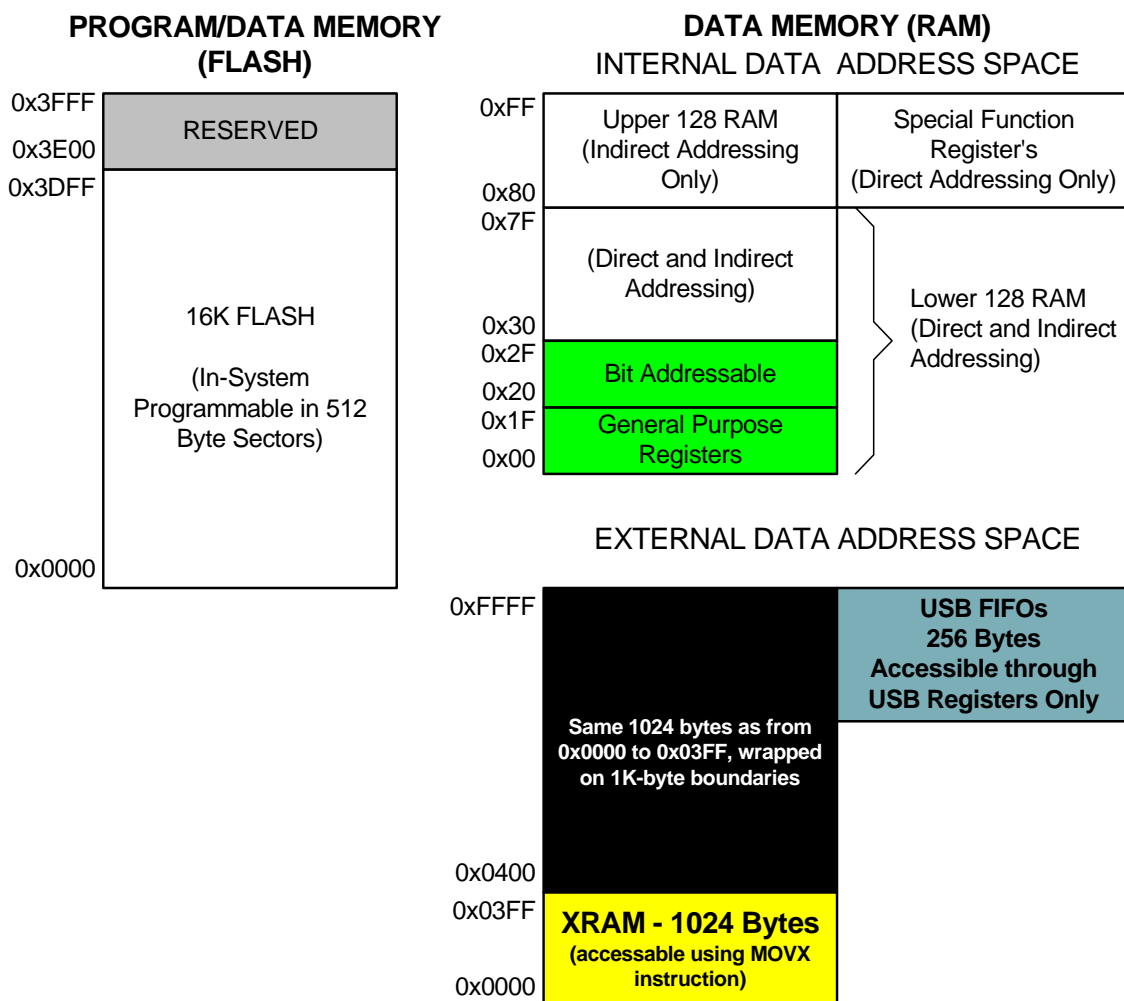 PROGRAM/DATA MEMORY
(FLASH)
0x3FFF
RESERVED
0x3E00
0x3DFF
16K FLASH
(In-System
Programmable in 512
Byte Sectors)
0x0000
DATA MEMORY (RAM)
INTERNAL DATA ADDRESS SPACE
0xFF
Upper 128 RAM
(Indirect Addressing
Only)
0x80
Special Function
Register's
(Direct Addressing Only)
0x7F
(Direct and Indirect
Addressing)
0x30
Lower 128 RAM
(Direct and Indirect
Addressing)
0x2F
Bit Addressable
0x20
0x1F
General Purpose
Registers
0x00
EXTERNAL DATA ADDRESS SPACE
0xFFFF
USB FIFOs
256 Bytes
Accessible through
USB Registers Only
Same 1024 bytes as from
0x0000 to 0x03FF, wrapped
on 1K-byte boundaries
0x0400
0x03FF
XRAM - 1024 Bytes
(accessable using MOVX
instruction)
0x0000